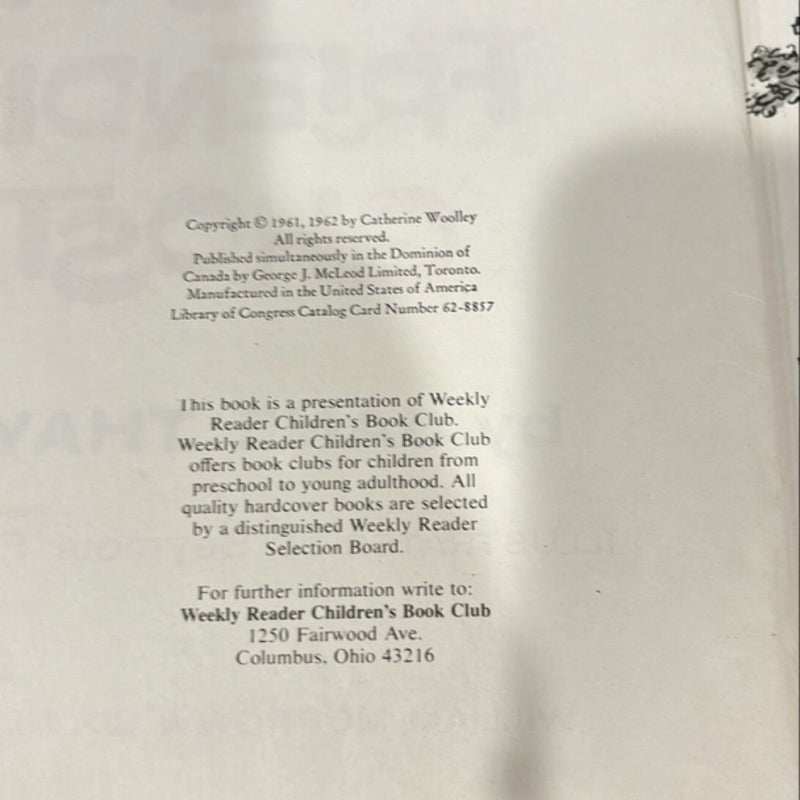 Copyright © 1961, 1962 by Catherine Woolley
All rights reserved.
Published simultaneously in the Dominion of
Canada by George J. McLeod Limited, Toronto.
Manufactured in the United States of America
Library of Congress Catalog Card Number 62-8857
This book is a presentation of Weekly
Reader Children's Book Club.
Weekly Reader Children's Book Club
offers book clubs for children from
preschool to young adulthood. All
quality hardcover books are selected
by a distinguished Weekly Reader
Selection Board.
For further information write to:
Weekly Reader Children's Book Club
1250 Fairwood Ave.
Columbus, Ohio 43216